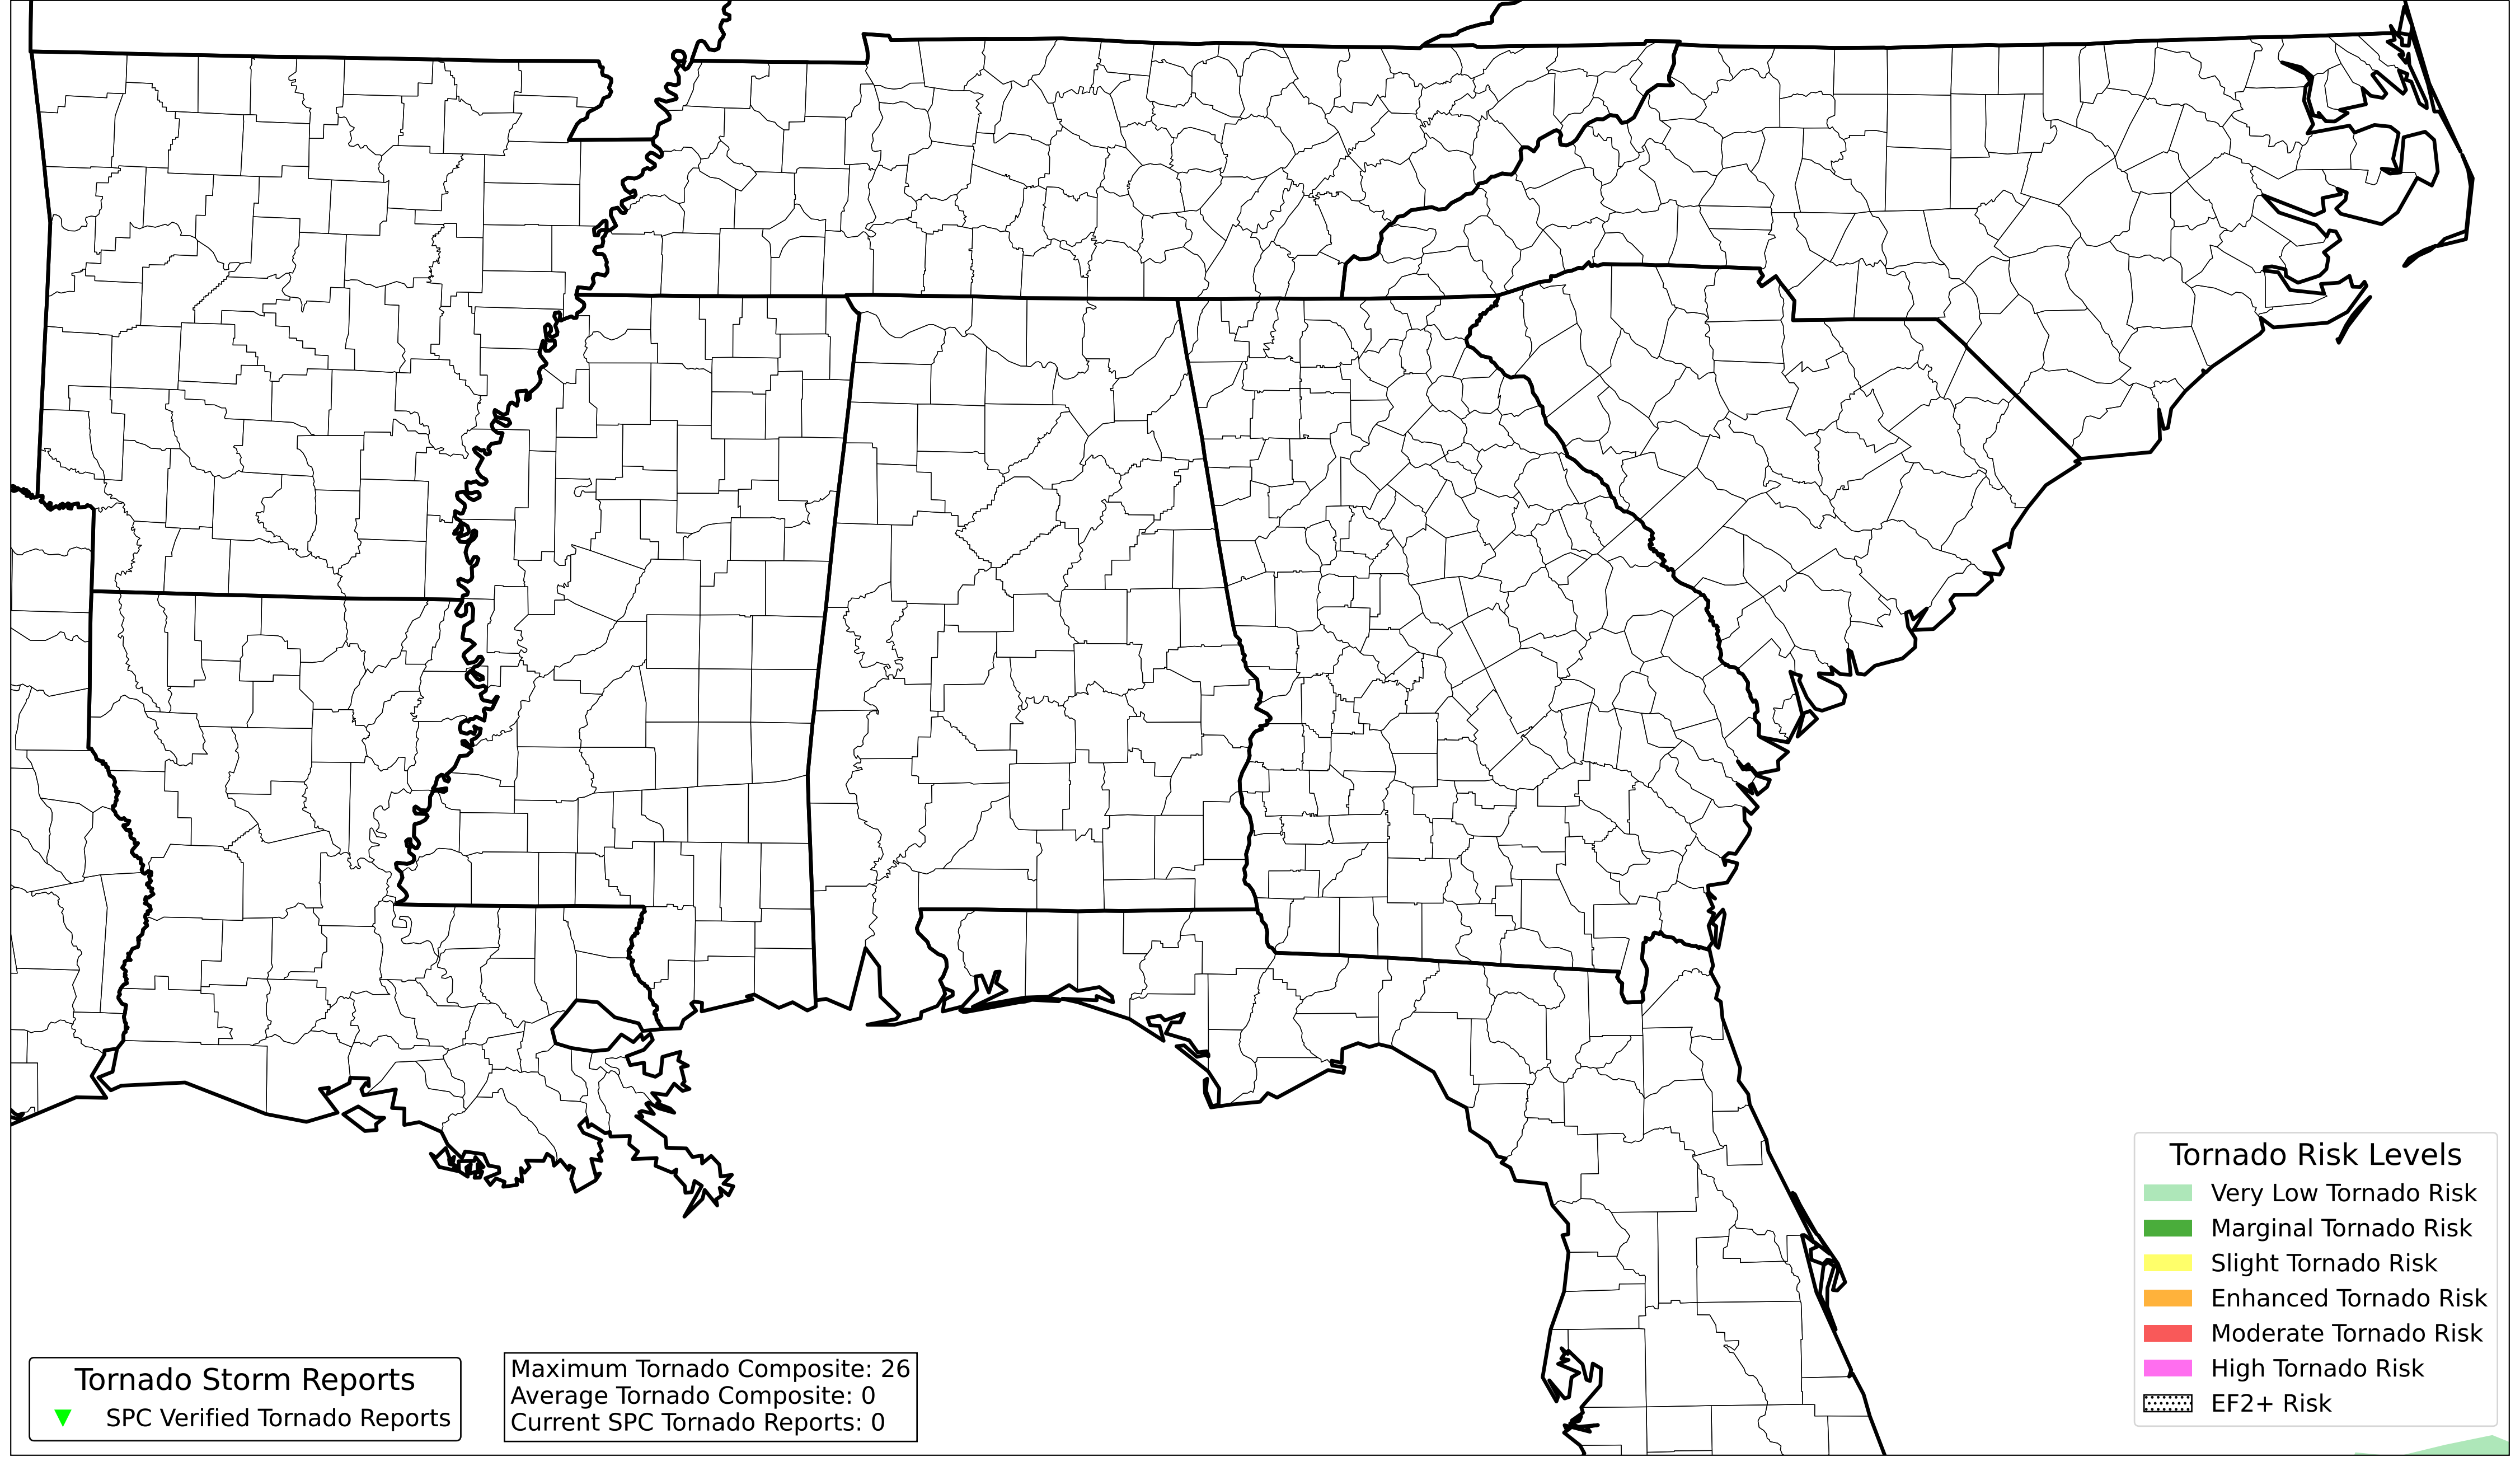 Tornado Storm Reports
SPC Verified Tornado Reports
Maximum Tornado Composite: 26
Average Tornado Composite: 0
Current SPC Tornado Reports: 0
Tornado Risk Levels
Very Low Tornado Risk
Marginal Tornado Risk
Slight Tornado Risk
Enhanced Tornado Risk
Moderate Tornado Risk
High Tornado Risk
EF2+ Risk